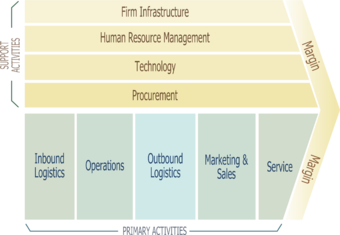 Firm Infrastructure
Human Resource Management
Technology
Procurement
SUPPORT
ACTIVITIES
Margin
Inbound
Logistics
Operations
Outbound
Logistics
Marketing &
Sales
Service
Margin
PRIMARY ACTIVITIES